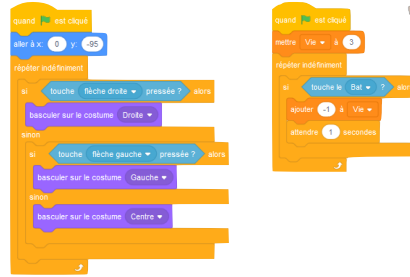 quand est cliqué
aller à x: 0 y: -95
répéter indéfiniment
si touche flèche droite pressée ? alors
basculer sur le costume Droite
sinon
si touche flèche gauche pressée ? alors
basculer sur le costume Gauche
sinon
basculer sur le costume Centre
quand est cliqué
mettre Vie à 3
répéter indéfiniment
si touche le Bat ? alor
ajouter -1 à Vie
attendre 1 secondes